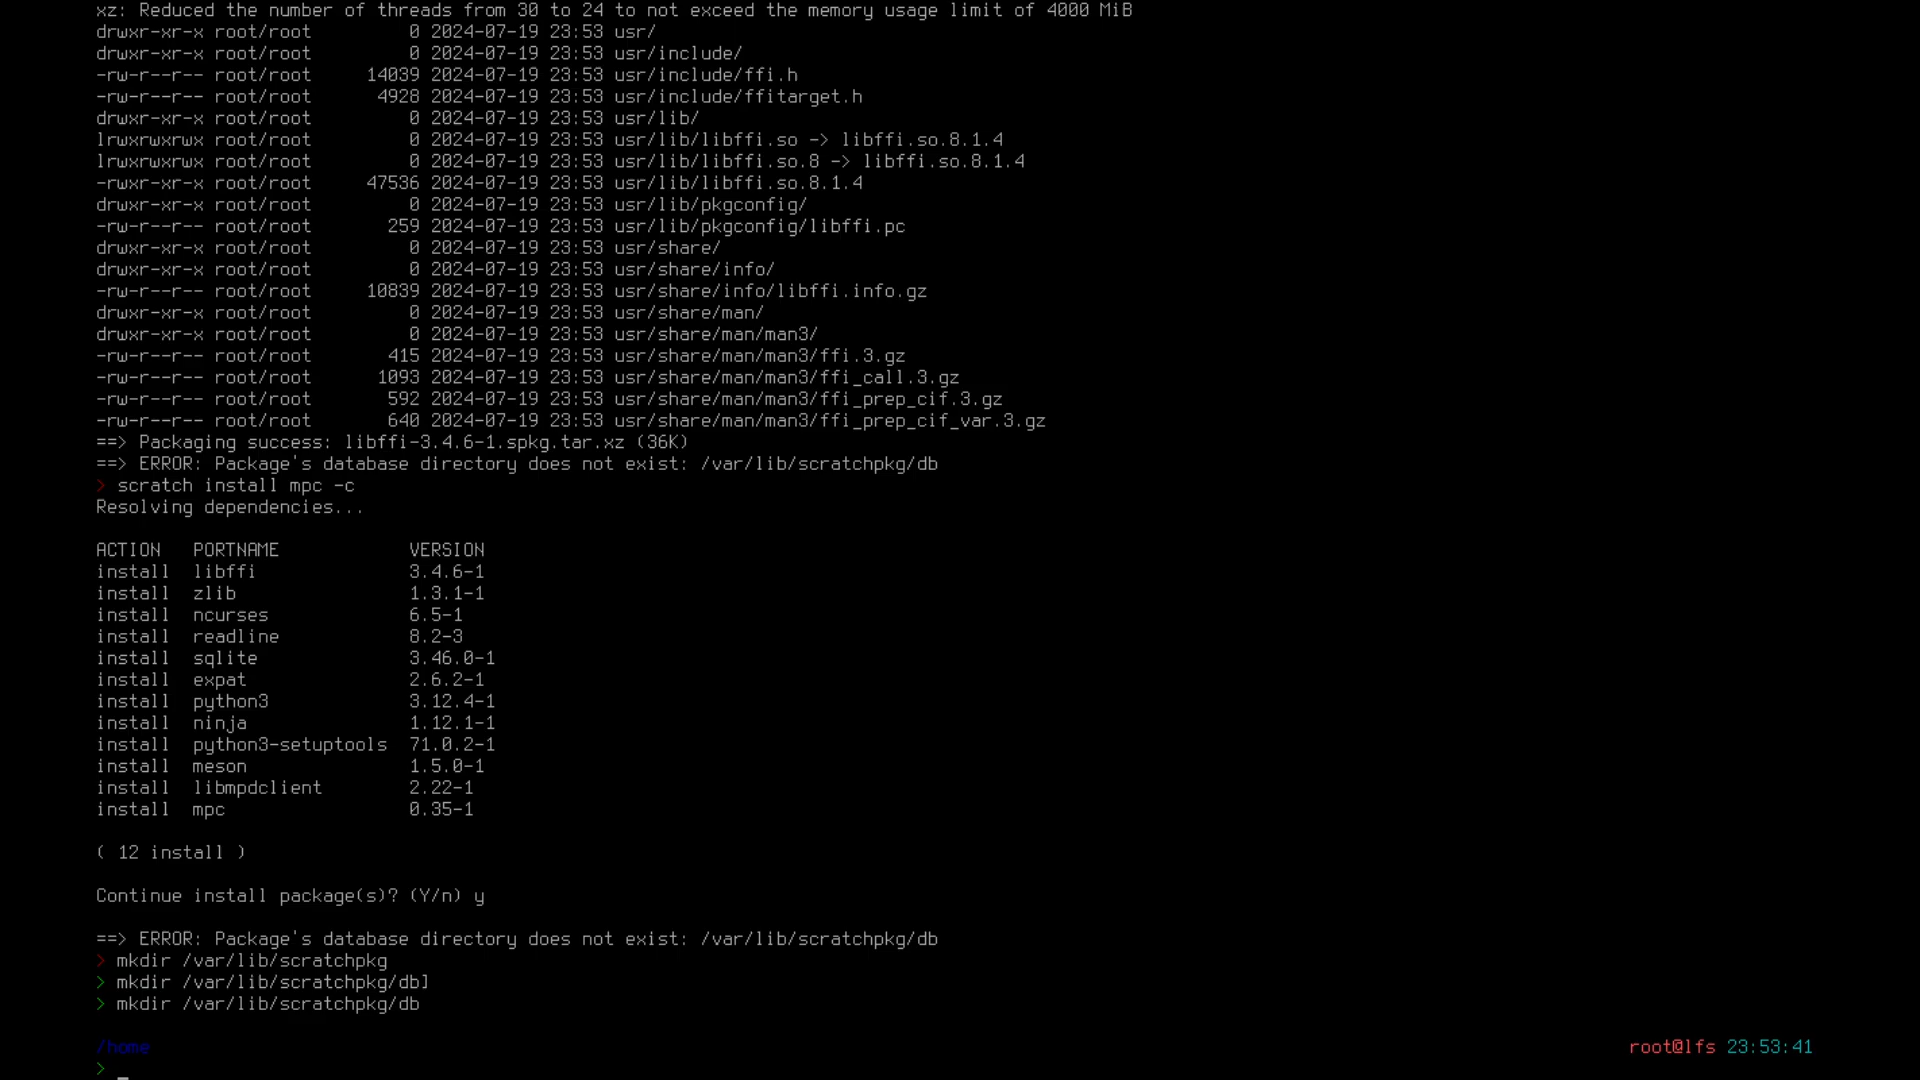 xz: Reduced the number of threads from 30 to 24 to not exceed the memory usage limit of 4000 MiB
drwxr-xr-x root/root         0 2024-07-19 23:53 usr/
drwxr-xr-x root/root         0 2024-07-19 23:53 usr/include/
-rw-r--r-- root/root     14039 2024-07-19 23:53 usr/include/ffi.h
-rw-r--r-- root/root      4928 2024-07-19 23:53 usr/include/ffitarget.h
drwxr-xr-x root/root         0 2024-07-19 23:53 usr/lib/
lrwxrwxrwx root/root         0 2024-07-19 23:53 usr/lib/libffi.so -> libffi.so.8.1.4
lrwxrwxrwx root/root         0 2024-07-19 23:53 usr/lib/libffi.so.8 -> libffi.so.8.1.4
-rwxr-xr-x root/root     47536 2024-07-19 23:53 usr/lib/libffi.so.8.1.4
drwxr-xr-x root/root         0 2024-07-19 23:53 usr/lib/pkgconfig/
-rw-r--r-- root/root       259 2024-07-19 23:53 usr/lib/pkgconfig/libffi.pc
drwxr-xr-x root/root         0 2024-07-19 23:53 usr/share/
drwxr-xr-x root/root         0 2024-07-19 23:53 usr/share/info/
-rw-r--r-- root/root     10839 2024-07-19 23:53 usr/share/info/libffi.info.gz
drwxr-xr-x root/root         0 2024-07-19 23:53 usr/share/man/
drwxr-xr-x root/root         0 2024-07-19 23:53 usr/share/man/man3/
-rw-r--r-- root/root       415 2024-07-19 23:53 usr/share/man/man3/ffi.3.gz
-rw-r--r-- root/root      1093 2024-07-19 23:53 usr/share/man/man3/ffi_call.3.gz
-rw-r--r-- root/root       592 2024-07-19 23:53 usr/share/man/man3/ffi_prep_cif.3.gz
-rw-r--r-- root/root       640 2024-07-19 23:53 usr/share/man/man3/ffi_prep_cif_var.3.gz
==> Packaging success: libffi-3.4.6-1.spkg.tar.xz (36K)
==> ERROR: Package's database directory does not exist: /var/lib/scratchpkg/db
> scratch install mpc -c
Resolving dependencies...
ACTION   PORTNAME            VERSION
install  libffi              3.4.6-1
install  zlib                1.3.1-1
install  ncurses             6.5-1
install  readline            8.2-3
install  sqlite              3.46.0-1
install  expat               2.6.2-1
install  python3             3.12.4-1
install  ninja               1.12.1-1
install  python3-setuptools  71.0.2-1
install  meson               1.5.0-1
install  libmpdclient        2.22-1
install  mpc                 0.35-1
( 12 install )
Continue install package(s)? (Y/n) y
==> ERROR: Package's database directory does not exist: /var/lib/scratchpkg/db
> mkdir /var/lib/scratchpkg
> mkdir /var/lib/scratchpkg/db]
> mkdir /var/lib/scratchpkg/db
/home root@lfs 23:53:41
> _